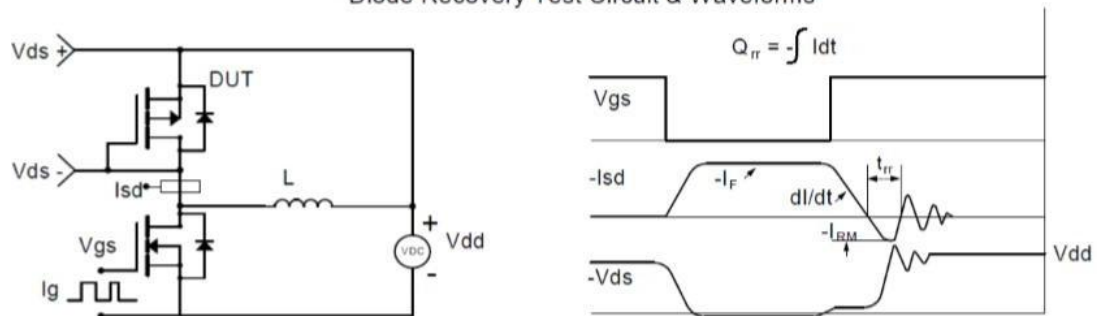 Diode Recovery Test Circuit & Waveforms
Vds +
DUT
Vds -
Isd
L
Vgs
Ig
+
VDC
-
Vdd
Qrr = -∫ Idt
Vgs
-Isd
-IF
dI/dt
trr
-IRM
Vdd
-Vds